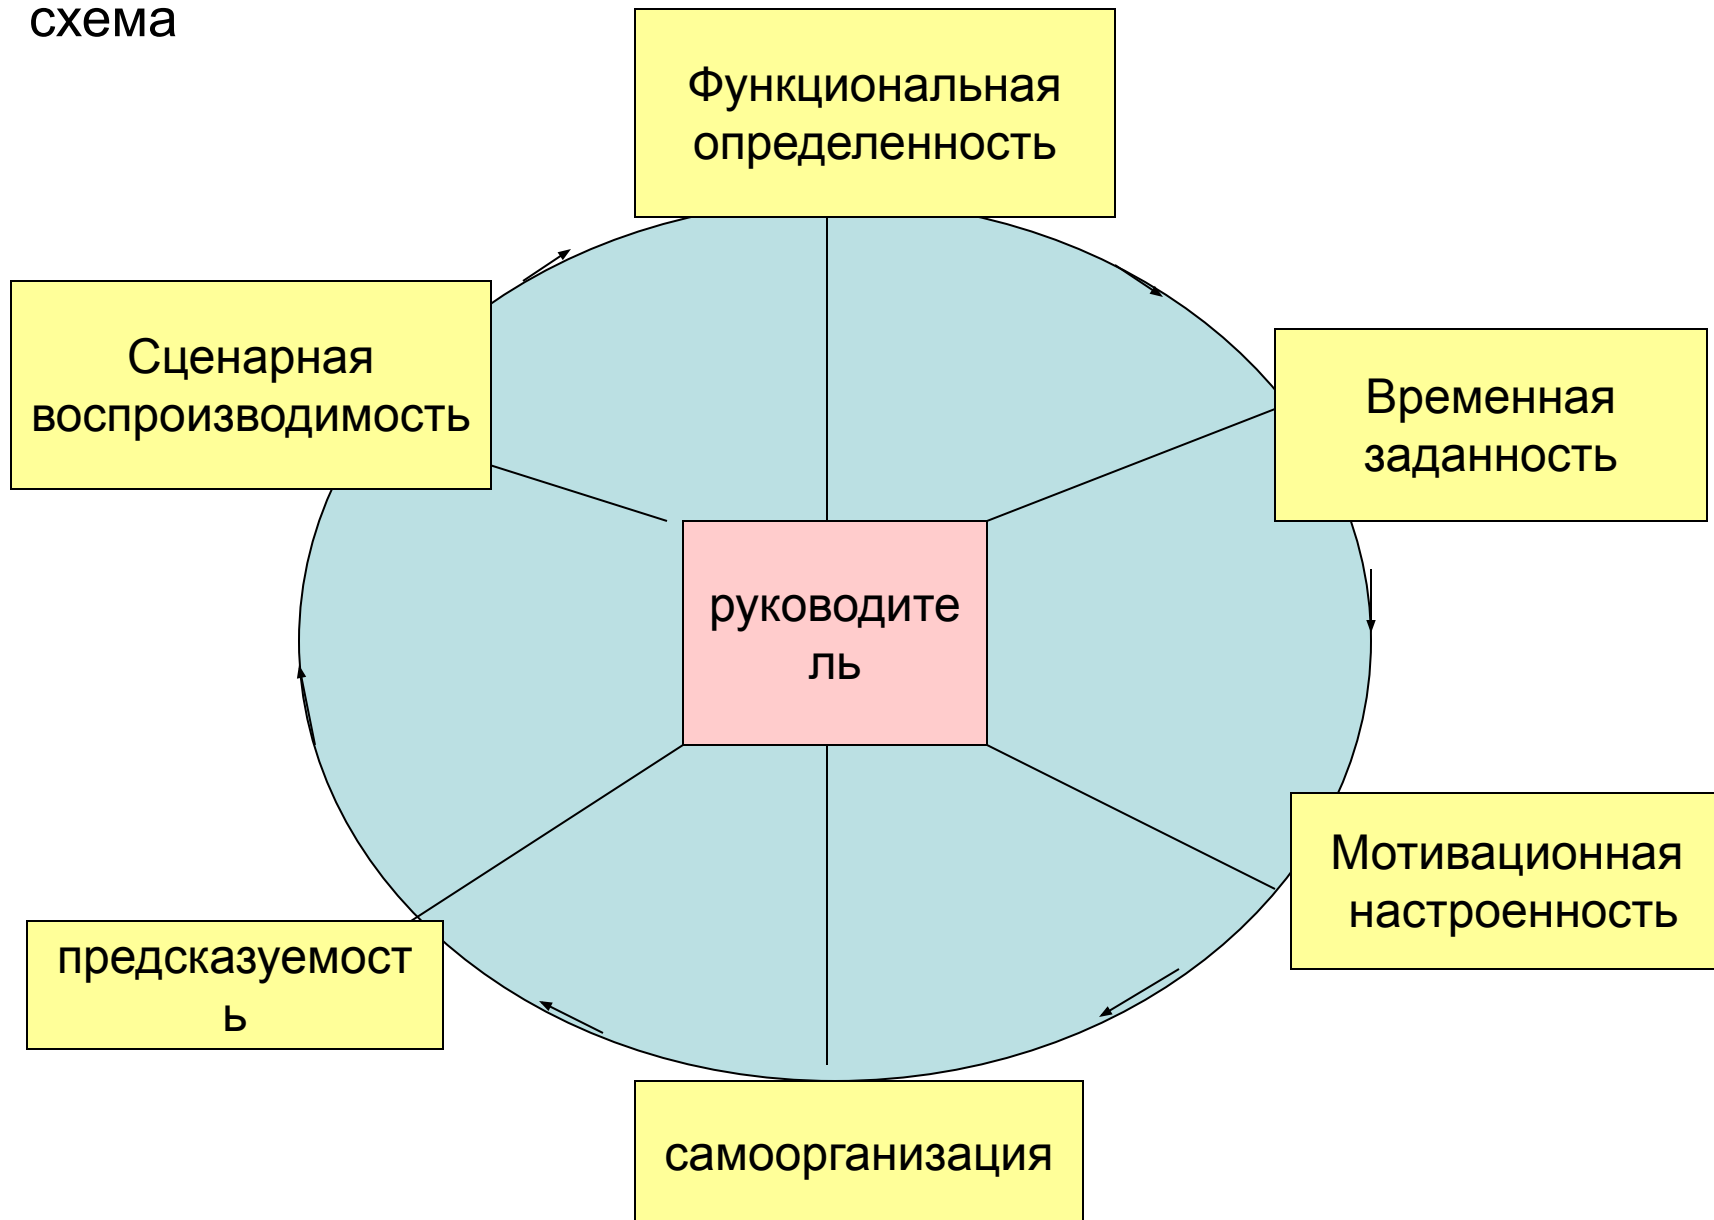 схема
Функциональная
определенность
Сценарная
воспроизводимость
Временная
заданность
руководите
ль
Мотивационная
настроенность
предсказуемост
ь
самоорганизация